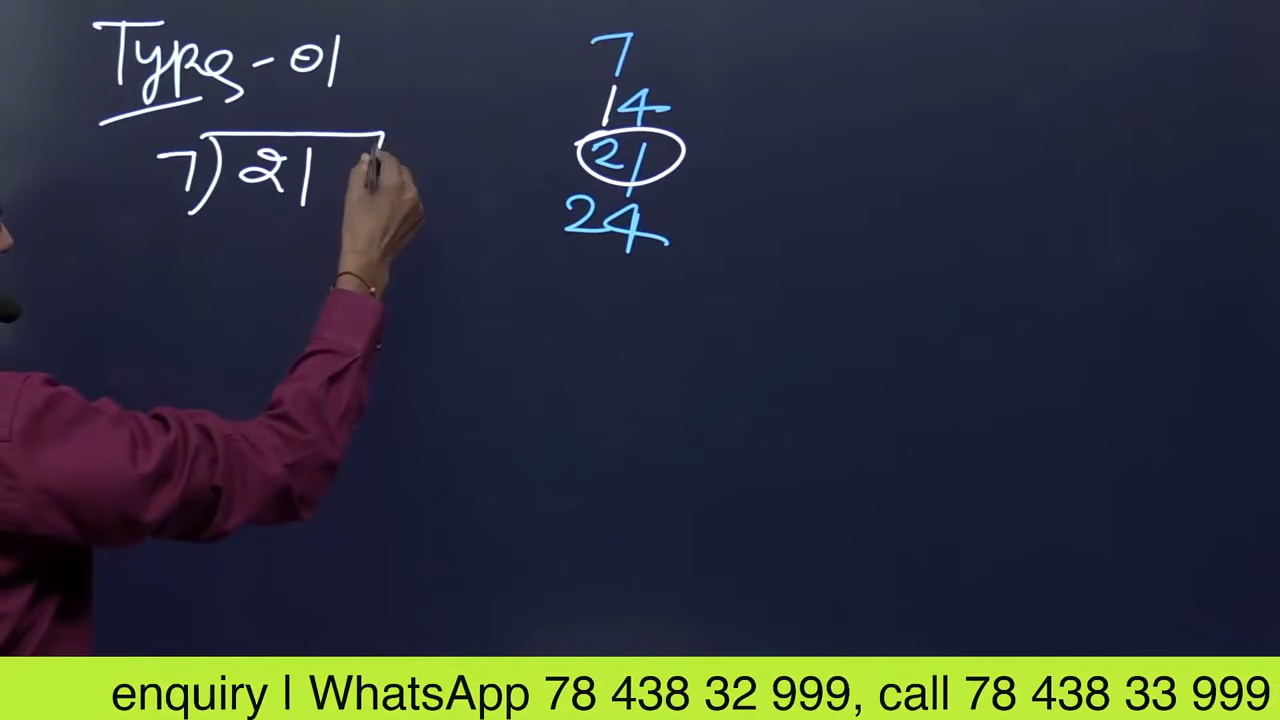 Type - 01
7) 21
7
14
21
24
enquiry | WhatsApp 78 438 32 999, call 78 438 33 999